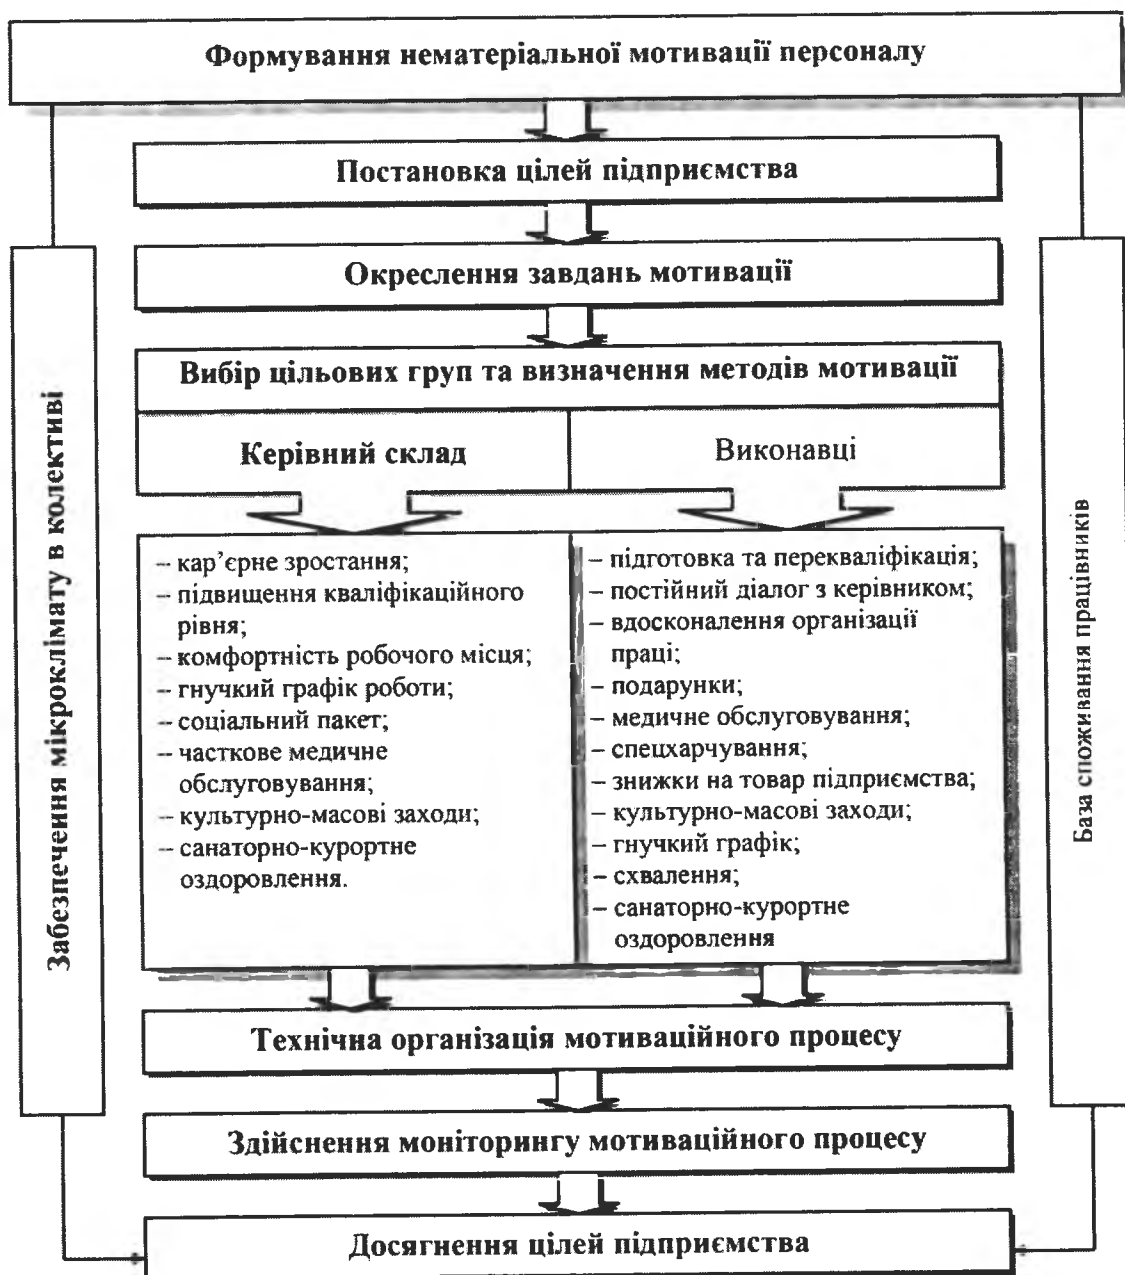 Формування нематеріальної мотивації персоналу
Постановка цілей підприємства
Окреслення завдань мотивації
Вибір цільових груп та визначення методів мотивації
Керівний склад
Виконавці
– кар’єрне зростання;
– підвищення кваліфікаційного
рівня;
– комфортність робочого місця;
– гнучкий графік роботи;
– соціальний пакет;
– часткове медичне
обслуговування;
– культурно-масові заходи;
– санаторно-курортне
оздоровлення.
– підготовка та перекваліфікація;
– постійний діалог з керівником;
– вдосконалення організації
праці;
– подарунки;
– медичне обслуговування;
– спецхарчування;
– знижки на товар підприємства;
– культурно-масові заходи;
– гнучкий графік;
– схвалення;
– санаторно-курортне
оздоровлення
Забезпечення мікроклімату в колективі
База споживання працівників
Технічна організація мотиваційного процесу
Здійснення моніторингу мотиваційного процесу
Досягнення цілей підприємства